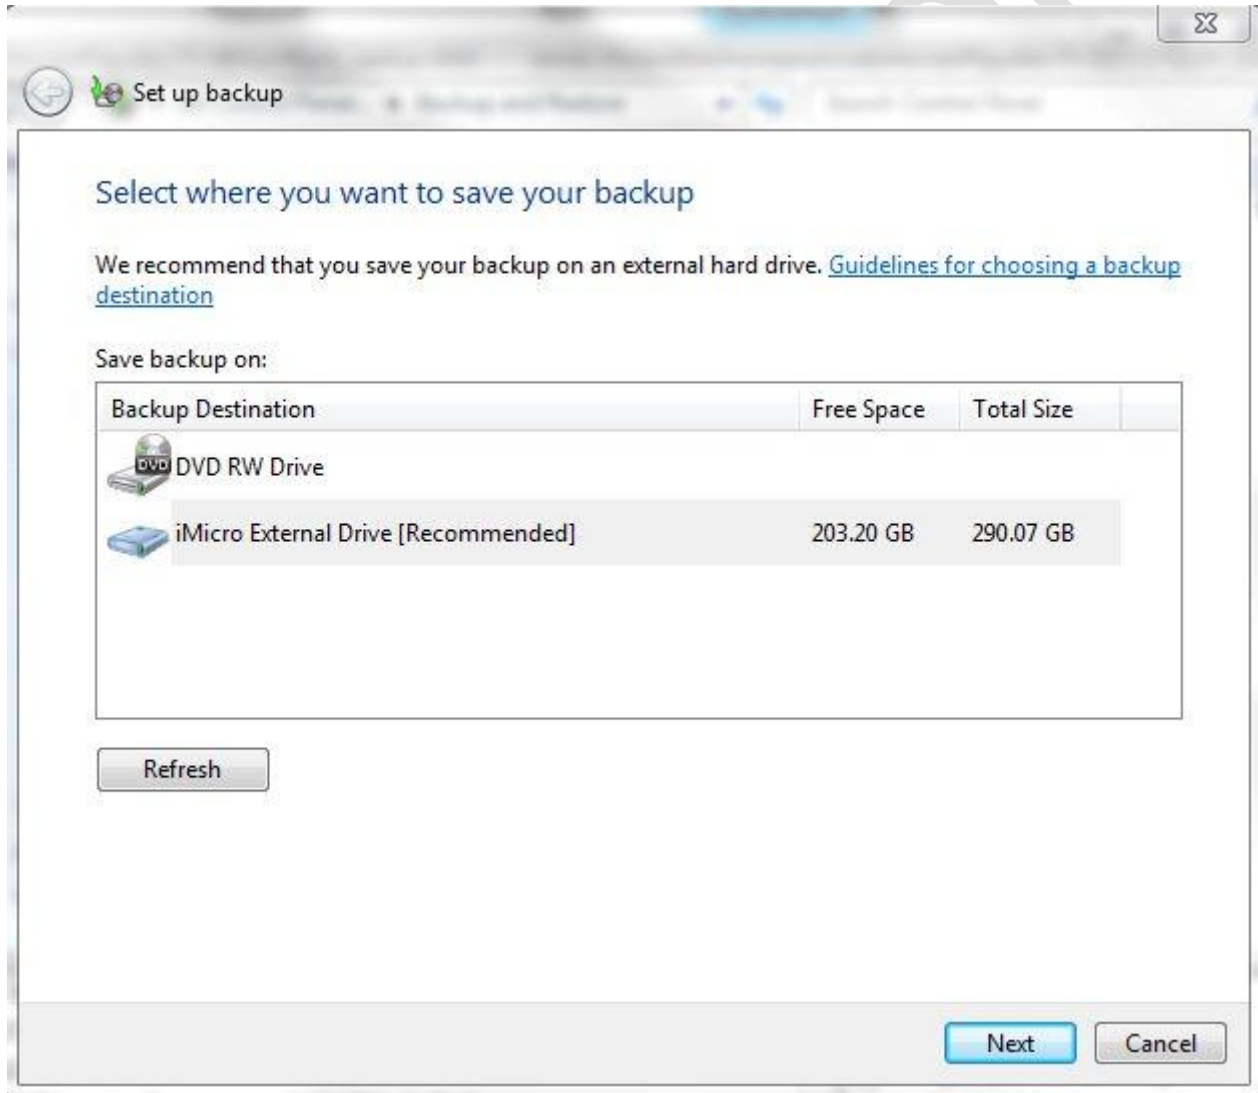 Set up backup
Select where you want to save your backup
We recommend that you save your backup on an external hard drive. Guidelines for choosing a backup
destination
Save backup on:
Backup Destination Free Space Total Size
DVD DVD RW Drive
iMicro External Drive [Recommended] 203.20 GB 290.07 GB
Refresh
Next Cancel